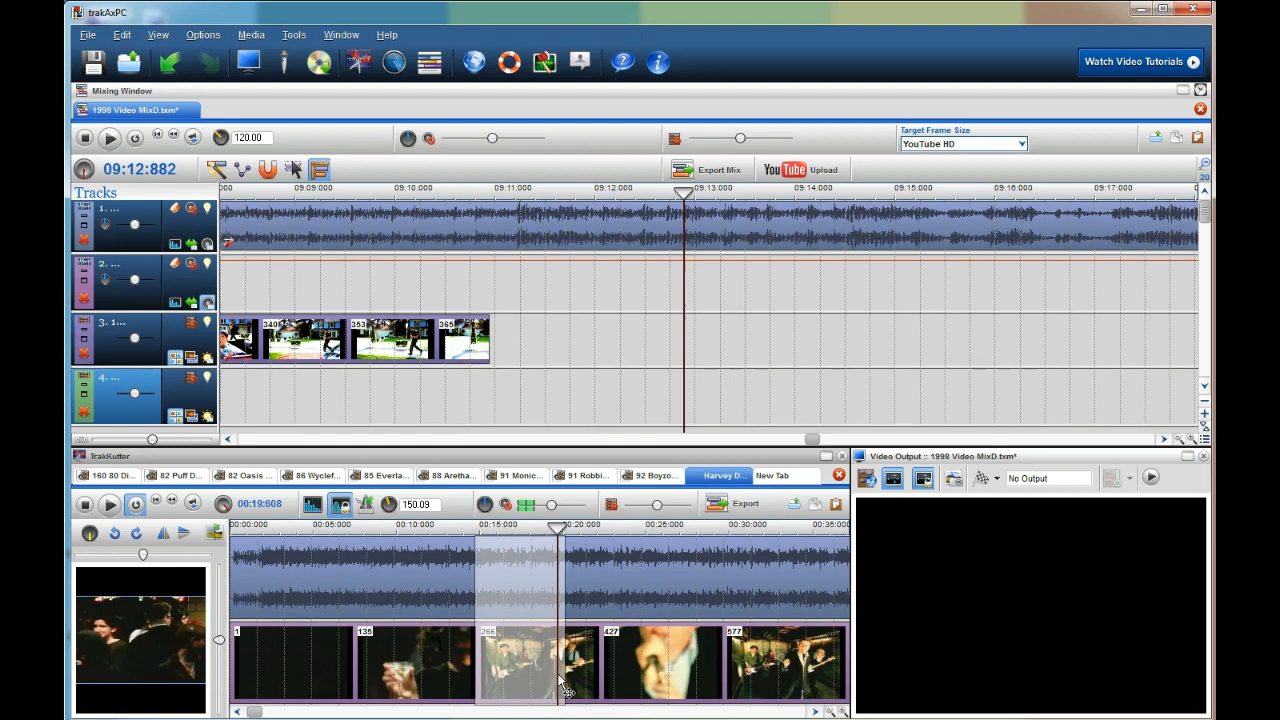 trakAxPC
File Edit View Options Media Tools Window Help
Watch Video Tutorials
Mixing Window
1998 Video MixD.txm*
120.00
Target Frame Size
YouTube HD
09:12:882
Export Mix
YouTube Upload
Tracks
000 09:09:000 09:10:000 09:11:000 09:12:000 09:13:000 09:14:000 09:15:000 09:16:000 09:17:000
20
1. ...
2. ...
3. 1...
340 353 365
4. ...
TrakKutter
160 80 Di... 82 Puff D... 82 Oasis ... 86 Wyclef... 85 Everla... 88 Aretha... 91 Monic... 91 Robbi... 92 Boyzo... Harvey D... New Tab
00:19:608
150.09
Export
00:00:000 00:05:000 00:10:000 00:15:000 00:20:000 00:25:000 00:30:000 00:35:000
1 135 266 427 577
Video Output : 1998 Video MixD.txm*
No Output